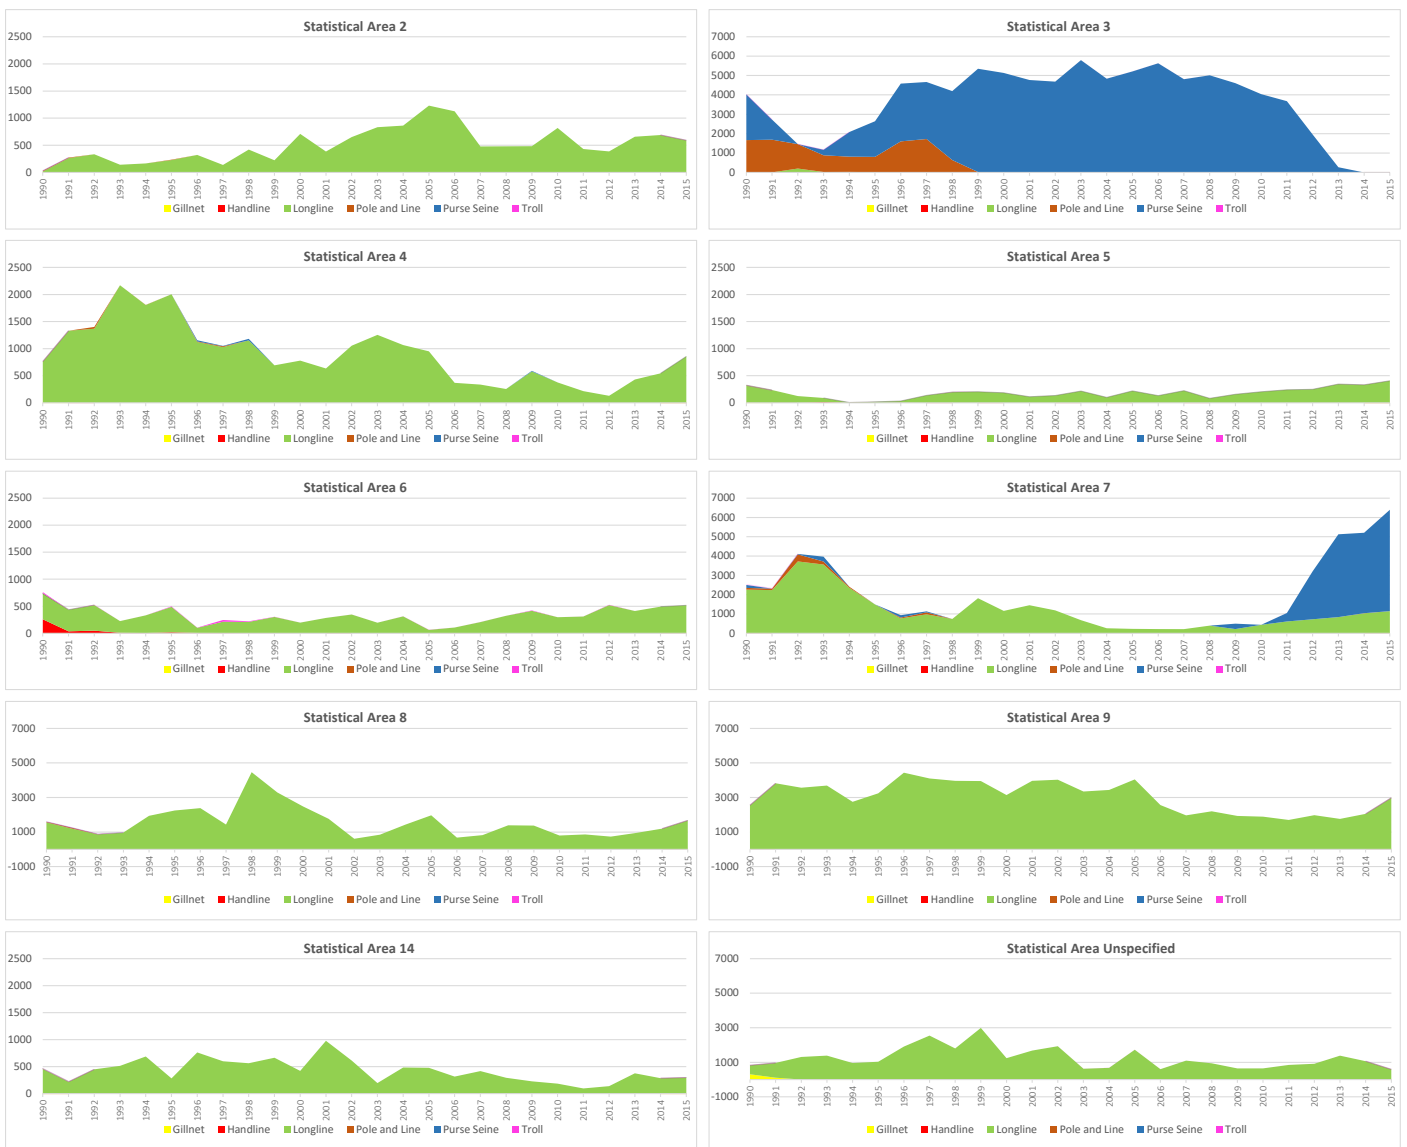 Statistical Area 2
2500
2000
1500
1000
500
0
1990 1991 1992 1993 1994 1995 1996 1997 1998 1999 2000 2001 2002 2003 2004 2005 2006 2007 2008 2009 2010 2011 2012 2013 2014 2015
Gillnet Handline Longline Pole and Line Purse Seine Troll
Statistical Area 3
7000
6000
5000
4000
3000
2000
1000
0
1990 1991 1992 1993 1994 1995 1996 1997 1998 1999 2000 2001 2002 2003 2004 2005 2006 2007 2008 2009 2010 2011 2012 2013 2014 2015
Gillnet Handline Longline Pole and Line Purse Seine Troll
Statistical Area 4
2500
2000
1500
1000
500
0
1990 1991 1992 1993 1994 1995 1996 1997 1998 1999 2000 2001 2002 2003 2004 2005 2006 2007 2008 2009 2010 2011 2012 2013 2014 2015
Gillnet Handline Longline Pole and Line Purse Seine Troll
Statistical Area 5
2500
2000
1500
1000
500
0
1990 1991 1992 1993 1994 1995 1996 1997 1998 1999 2000 2001 2002 2003 2004 2005 2006 2007 2008 2009 2010 2011 2012 2013 2014 2015
Gillnet Handline Longline Pole and Line Purse Seine Troll
Statistical Area 6
2500
2000
1500
1000
500
0
1990 1991 1992 1993 1994 1995 1996 1997 1998 1999 2000 2001 2002 2003 2004 2005 2006 2007 2008 2009 2010 2011 2012 2013 2014 2015
Gillnet Handline Longline Pole and Line Purse Seine Troll
Statistical Area 7
7000
6000
5000
4000
3000
2000
1000
0
1990 1991 1992 1993 1994 1995 1996 1997 1998 1999 2000 2001 2002 2003 2004 2005 2006 2007 2008 2009 2010 2011 2012 2013 2014 2015
Gillnet Handline Longline Pole and Line Purse Seine Troll
Statistical Area 8
7000
5000
3000
1000
-1000
1990 1991 1992 1993 1994 1995 1996 1997 1998 1999 2000 2001 2002 2003 2004 2005 2006 2007 2008 2009 2010 2011 2012 2013 2014 2015
Gillnet Handline Longline Pole and Line Purse Seine Troll
Statistical Area 9
7000
5000
3000
1000
-1000
1990 1991 1992 1993 1994 1995 1996 1997 1998 1999 2000 2001 2002 2003 2004 2005 2006 2007 2008 2009 2010 2011 2012 2013 2014 2015
Gillnet Handline Longline Pole and Line Purse Seine Troll
Statistical Area 14
2500
2000
1500
1000
500
0
1990 1991 1992 1993 1994 1995 1996 1997 1998 1999 2000 2001 2002 2003 2004 2005 2006 2007 2008 2009 2010 2011 2012 2013 2014 2015
Gillnet Handline Longline Pole and Line Purse Seine Troll
Statistical Area Unspecified
7000
5000
3000
1000
-1000
1990 1991 1992 1993 1994 1995 1996 1997 1998 1999 2000 2001 2002 2003 2004 2005 2006 2007 2008 2009 2010 2011 2012 2013 2014 2015
Gillnet Handline Longline Pole and Line Purse Seine Troll